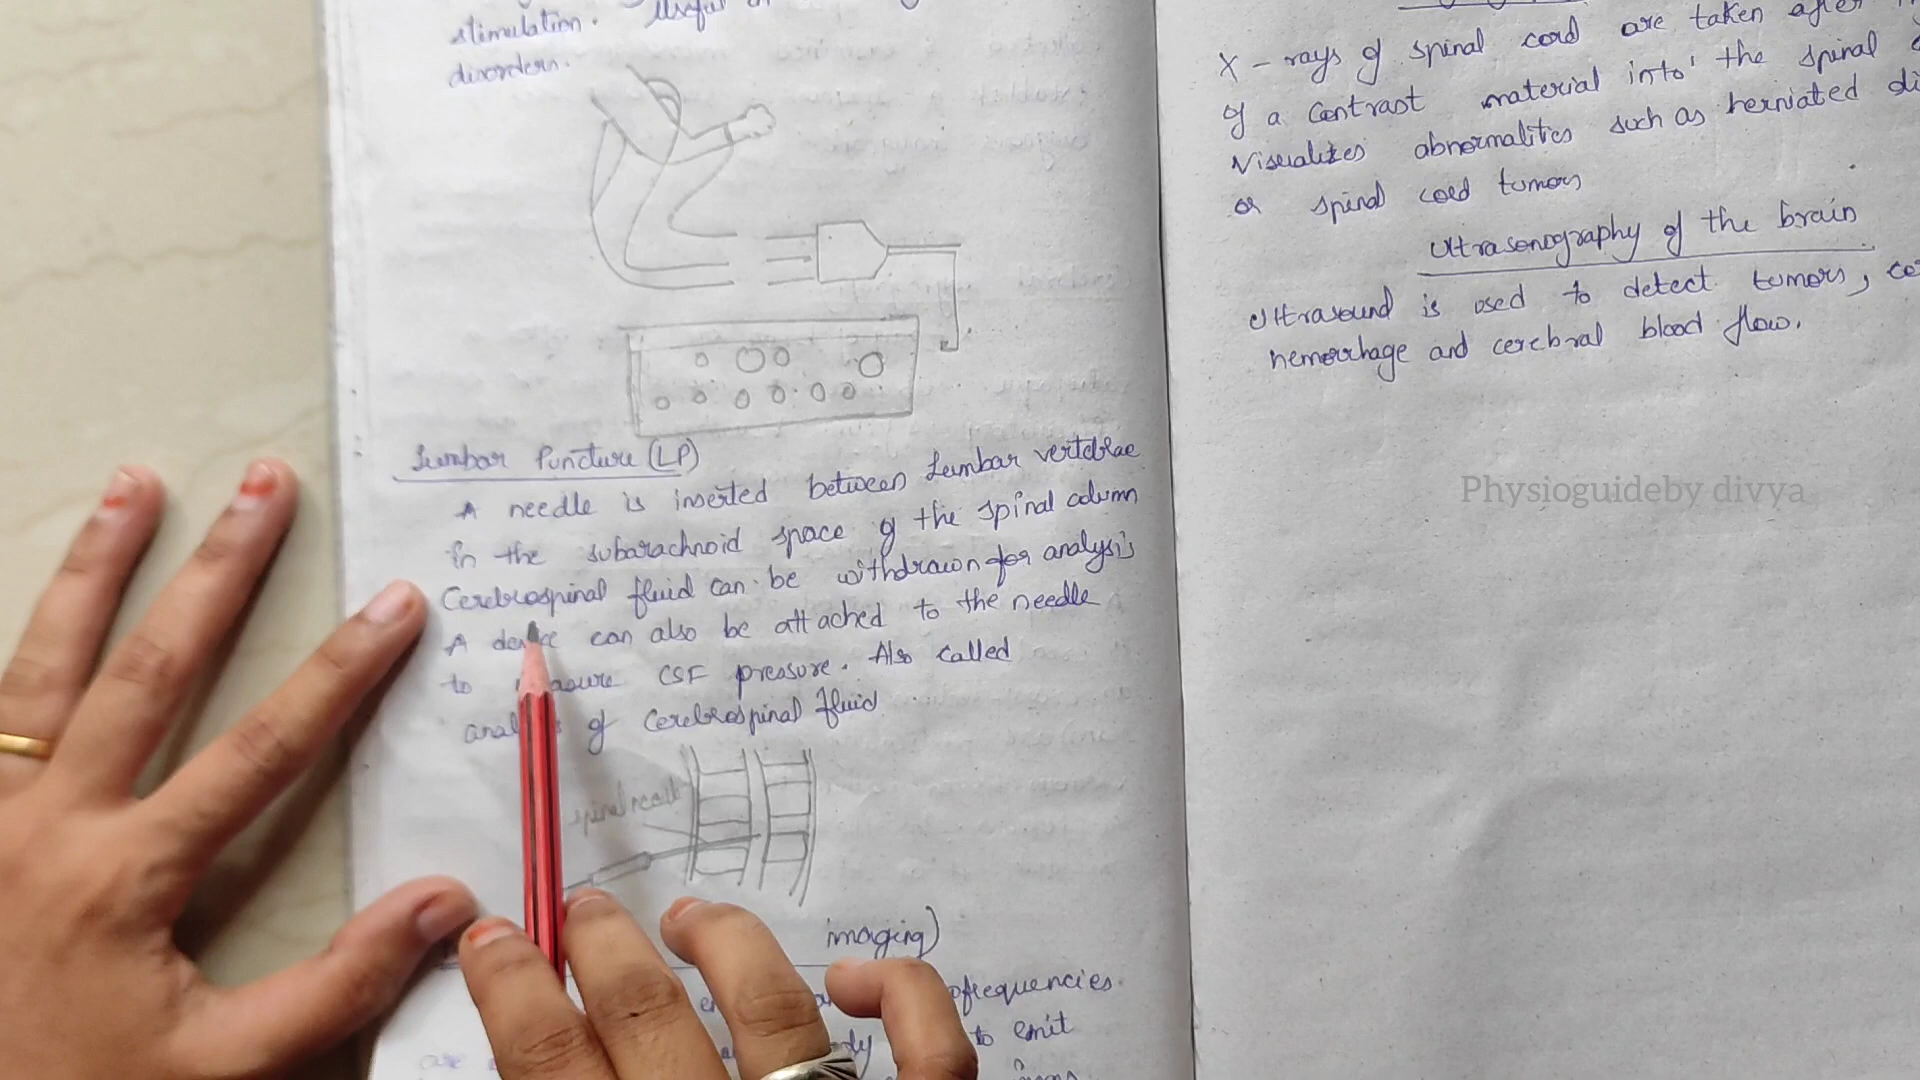 stimulation. Useful
disorders.
Lumbar Puncture (LP)
A needle is inserted between Lumbar vertebrae
in the subarachnoid space of the spinal column
Cerebrospinal fluid can be withdrawn for analysis
A device can also be attached to the needle
to measure CSF pressure. Also called
of Cerebrospinal fluid
imaging)
to emit
X-rays of spinal cord are taken after
of a Contrast material into the spinal
Visualizes abnormalities such as herniated
or spinal cord tumors
Ultrasonography of the brain
Ultrasound is used to detect tumors,
hemorrhage and cerebral blood flow.
Physioguideby divya